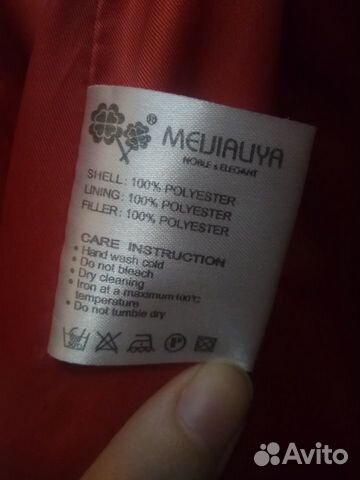 ® MEIJIALIYA
NOBLE & ELEGANT
SHELL: 100% POLYESTER
LINING: 100% POLYESTER
FILLER: 100% POLYESTER
CARE INSTRUCTION
• Hand wash cold
• Do not bleach
• Dry cleaning
• Iron at a maximum 100°C
temperature
• Do not tumble dry
P
Avito